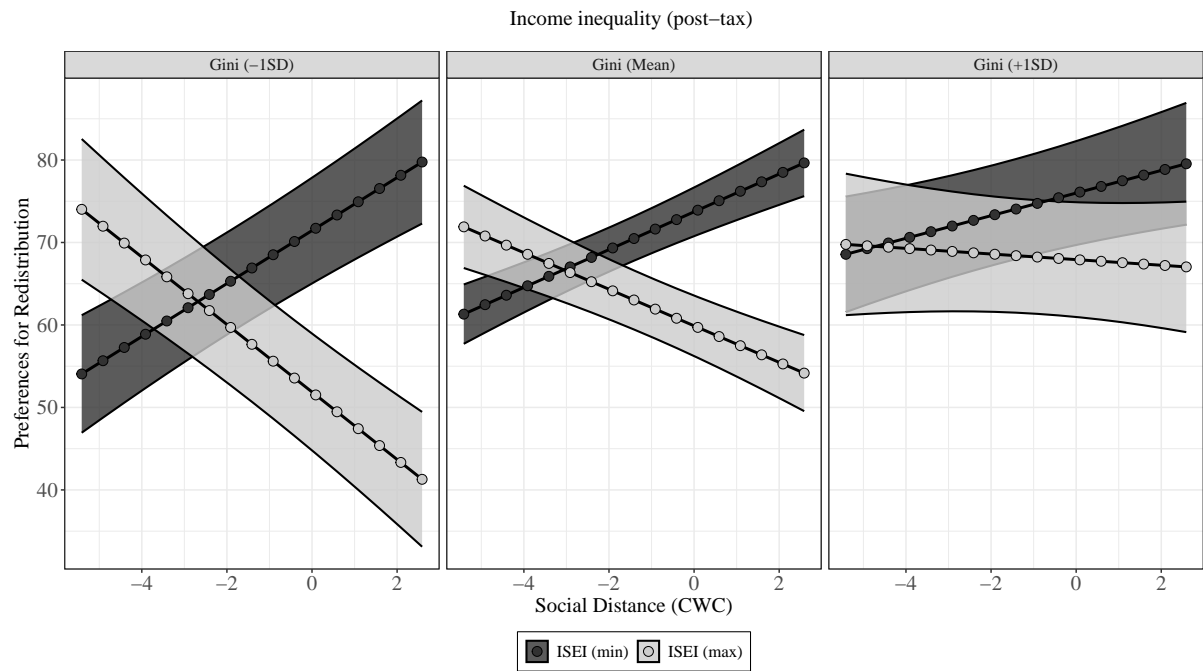 Income inequality (post−tax)
Gini (−1SD) Gini (Mean) Gini (+1SD)
80
70
60
50
40
Preferences for Redistribution
−4 −2 0 2 −4 −2 0 2 −4 −2 0 2
Social Distance (CWC)
ISEI (min) ISEI (max)